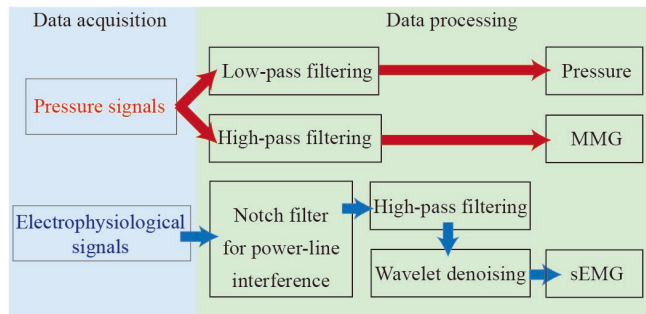 Data acquisition
Data processing
Pressure signals
Low-pass filtering
Pressure
High-pass filtering
MMG
Electrophysiological
signals
Notch filter
for power-line
interference
High-pass filtering
Wavelet denoising
sEMG